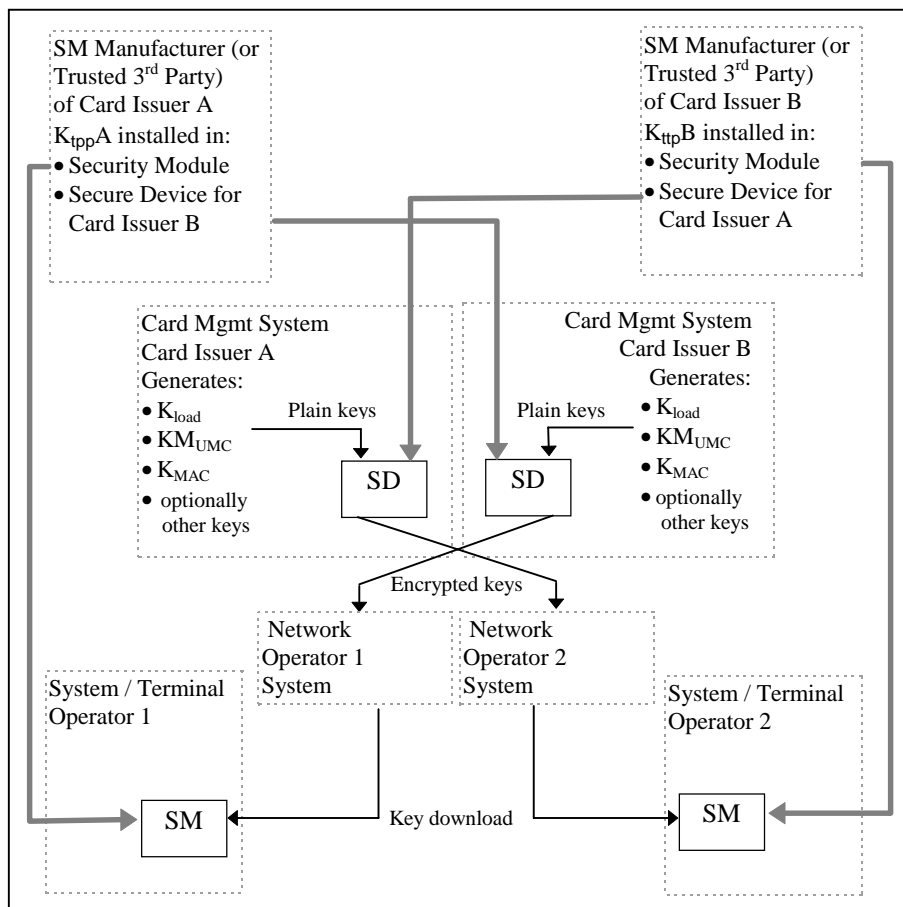 SM Manufacturer (or
Trusted 3rd Party)
of Card Issuer A
KtppA installed in:
• Security Module
• Secure Device for
Card Issuer B
SM Manufacturer (or
Trusted 3rd Party)
of Card Issuer B
KttpB installed in:
• Security Module
• Secure Device for
Card Issuer A
Card Mgmt System
Card Issuer A
Generates:
• Kload
• KMUMC
• KMAC
• optionally
other keys
Plain keys
SD
Card Mgmt System
Card Issuer B
Generates:
• Kload
• KMUMC
• KMAC
• optionally
other keys
Plain keys
SD
Encrypted keys
Network
Operator 1
System
Network
Operator 2
System
System / Terminal
Operator 1
SM
Key download
System / Terminal
Operator 2
SM